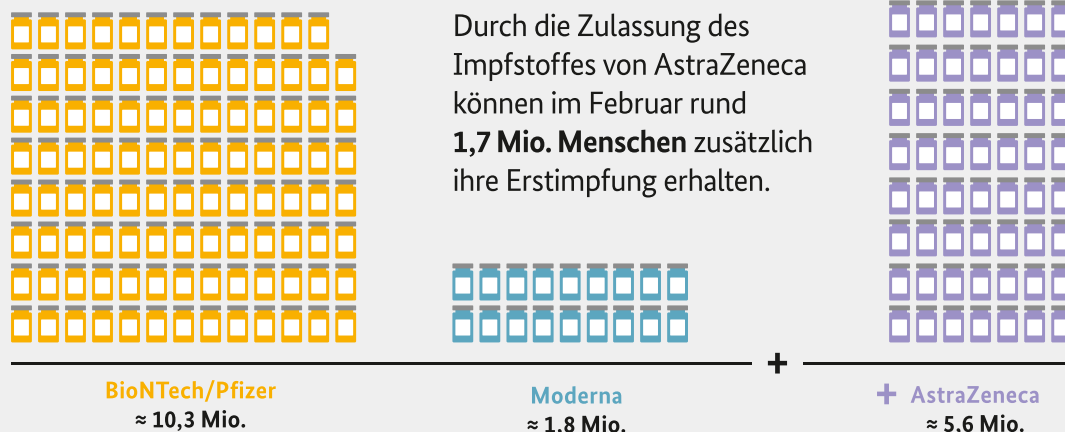 Durch die Zulassung des
Impfstoffes von AstraZeneca
können im Februar rund
1,7 Mio. Menschen zusätzlich
ihre Erstimpfung erhalten.
+
BioNTech/Pfizer
≈ 10,3 Mio.
Moderna
≈ 1,8 Mio.
+ AstraZeneca
≈ 5,6 Mio.